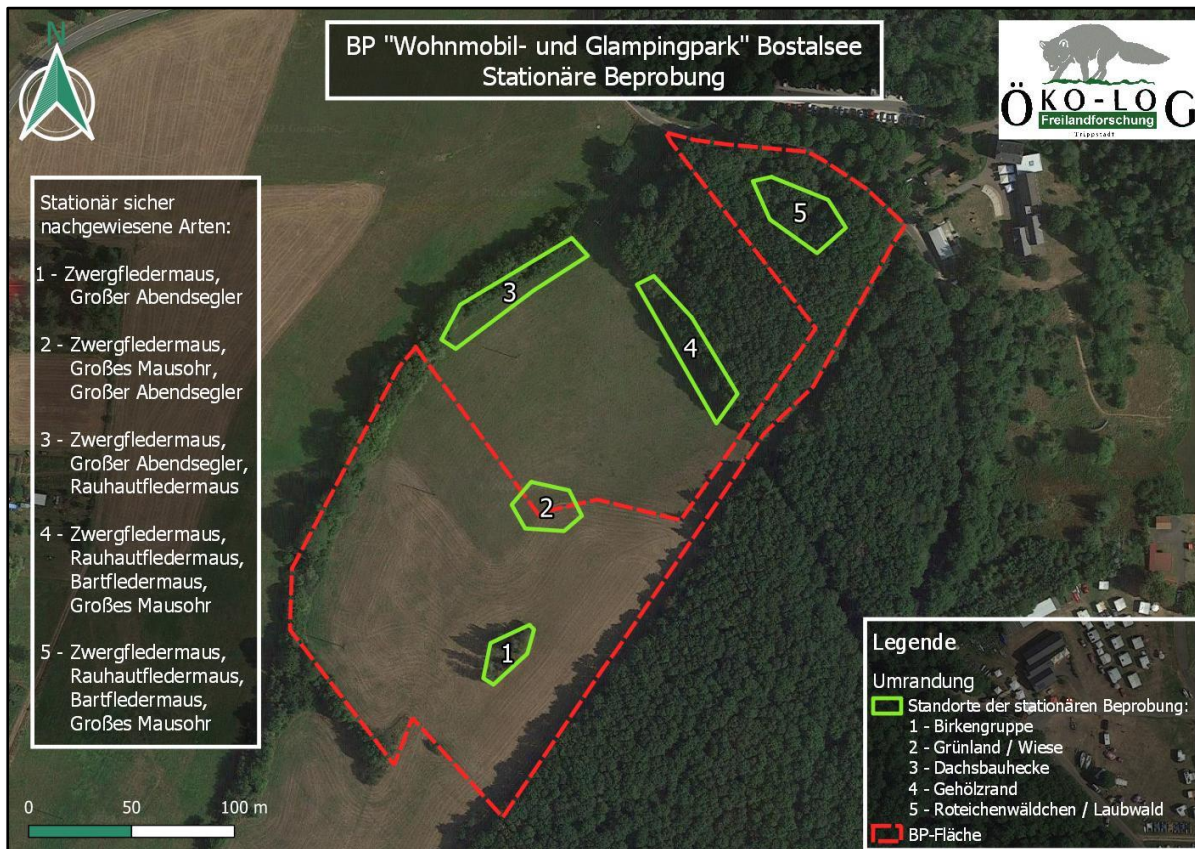 N
BP "Wohnmobil- und Glampingpark" Bostalsee
Stationäre Beprobung
ÖKO-LOG
Freilandforschung
Trippstadt
Stationär sicher
nachgewiesene Arten:
1 - Zwergfledermaus,
Großer Abendsegler
2 - Zwergfledermaus,
Großes Mausohr,
Großer Abendsegler
3 - Zwergfledermaus,
Großer Abendsegler,
Rauhautfledermaus
4 - Zwergfledermaus,
Rauhautfledermaus,
Bartfledermaus,
Großes Mausohr
5 - Zwergfledermaus,
Rauhautfledermaus,
Bartfledermaus,
Großes Mausohr
5
3
4
2
1
0 50 100 m
Legende
Umrandung
Standorte der stationären Beprobung:
1 - Birkengruppe
2 - Grünland / Wiese
3 - Dachsbauhecke
4 - Gehölzrand
5 - Roteichenwäldchen / Laubwald
BP-Fläche